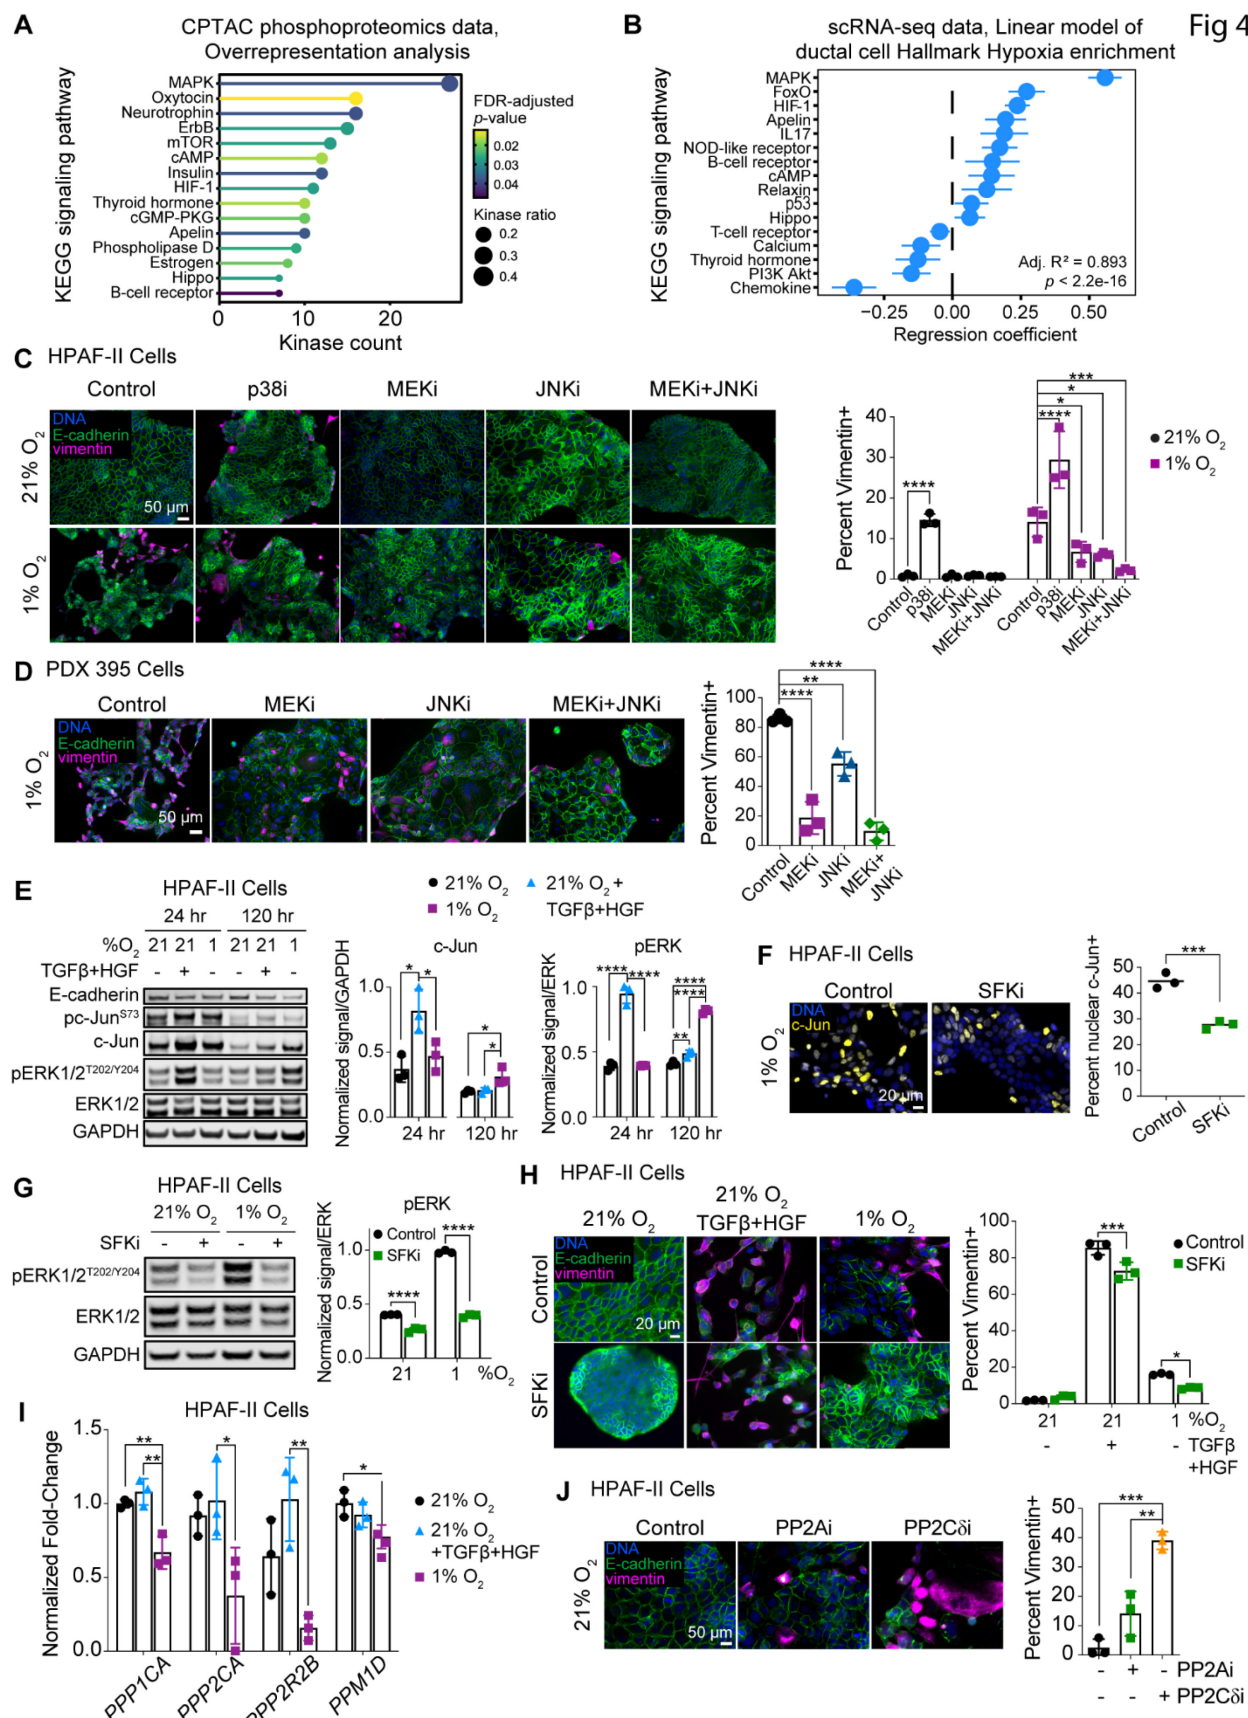 Fig 4
A
CPTAC phosphoproteomics data,
Overrepresentation analysis
KEGG signaling pathway
MAPK
Oxytocin
Neurotrophin
ErbB
mTOR
cAMP
Insulin
HIF-1
Thyroid hormone
cGMP-PKG
Apelin
Phospholipase D
Estrogen
Hippo
B-cell receptor
0 10 20
Kinase count
FDR-adjusted
p-value
0.02
0.03
0.04
Kinase ratio
0.2
0.3
0.4
B
scRNA-seq data, Linear model of
ductal cell Hallmark Hypoxia enrichment
KEGG signaling pathway
MAPK
FoxO
HIF-1
Apelin
IL17
NOD-like receptor
B-cell receptor
cAMP
Relaxin
p53
Hippo
T-cell receptor
Calcium
Thyroid hormone
PI3K Akt
Chemokine
Adj. R² = 0.893
p < 2.2e-16
−0.25 0.00 0.25 0.50
Regression coefficient
C HPAF-II Cells
Control p38i MEKi JNKi MEKi+JNKi
21% O2
DNA
E-cadherin
vimentin
50 µm
1% O2
Percent Vimentin+
40
30
20
10
0
****
***
*
*
****
21% O2
1% O2
Control p38i MEKi JNKi MEKi+JNKi
Control p38i MEKi JNKi MEKi+JNKi
D PDX 395 Cells
Control MEKi JNKi MEKi+JNKi
1% O2
DNA
E-cadherin
vimentin
50 µm
Percent Vimentin+
100
80
60
40
20
0
****
**
****
Control MEKi JNKi MEKi+
JNKi
E
HPAF-II Cells
24 hr 120 hr
%O2 21 21 1 21 21 1
TGFβ+HGF - + - - + -
E-cadherin
pc-Jun S73
c-Jun
pERK1/2 T202/Y204
ERK1/2
GAPDH
21% O2
1% O2
21% O2 +
TGFβ+HGF
c-Jun
Normalized signal/GAPDH
1.0
0.5
0.0
* *
*
*
24 hr 120 hr
pERK
Normalized signal/ERK
1.0
0.5
0.0
**** ****
****
****
**
24 hr 120 hr
F HPAF-II Cells
Control SFKi
1% O2
DNA
c-Jun
20 µm
Percent nuclear c-Jun+
50
40
30
20
10
0
***
Control SFKi
G
HPAF-II Cells
21% O2 1% O2
SFKi - + - +
pERK1/2 T202/Y204
ERK1/2
GAPDH
pERK
Normalized signal/ERK
1.0
0.5
0.0
Control
SFKi
****
****
21 1 %O2
H HPAF-II Cells
21% O2
21% O2
TGFβ+HGF
1% O2
Control
DNA
E-cadherin
vimentin
20 µm
SFKi
Percent Vimentin+
100
80
60
40
20
0
***
*
Control
SFKi
21 21 1 %O2
- + - TGFβ
+HGF
I
HPAF-II Cells
Normalized Fold-Change
1.5
1.0
0.5
0.0
**
**
*
**
*
21% O2
21% O2
+TGFβ+HGF
1% O2
PPP1CA PPP2CA PPP2R2B PPM1D
J HPAF-II Cells
Control PP2Ai PP2Cδi
21% O2
DNA
E-cadherin
vimentin
50 µm
Percent Vimentin+
50
40
30
20
10
0
***
**
- + - PP2Ai
- - + PP2Cδi